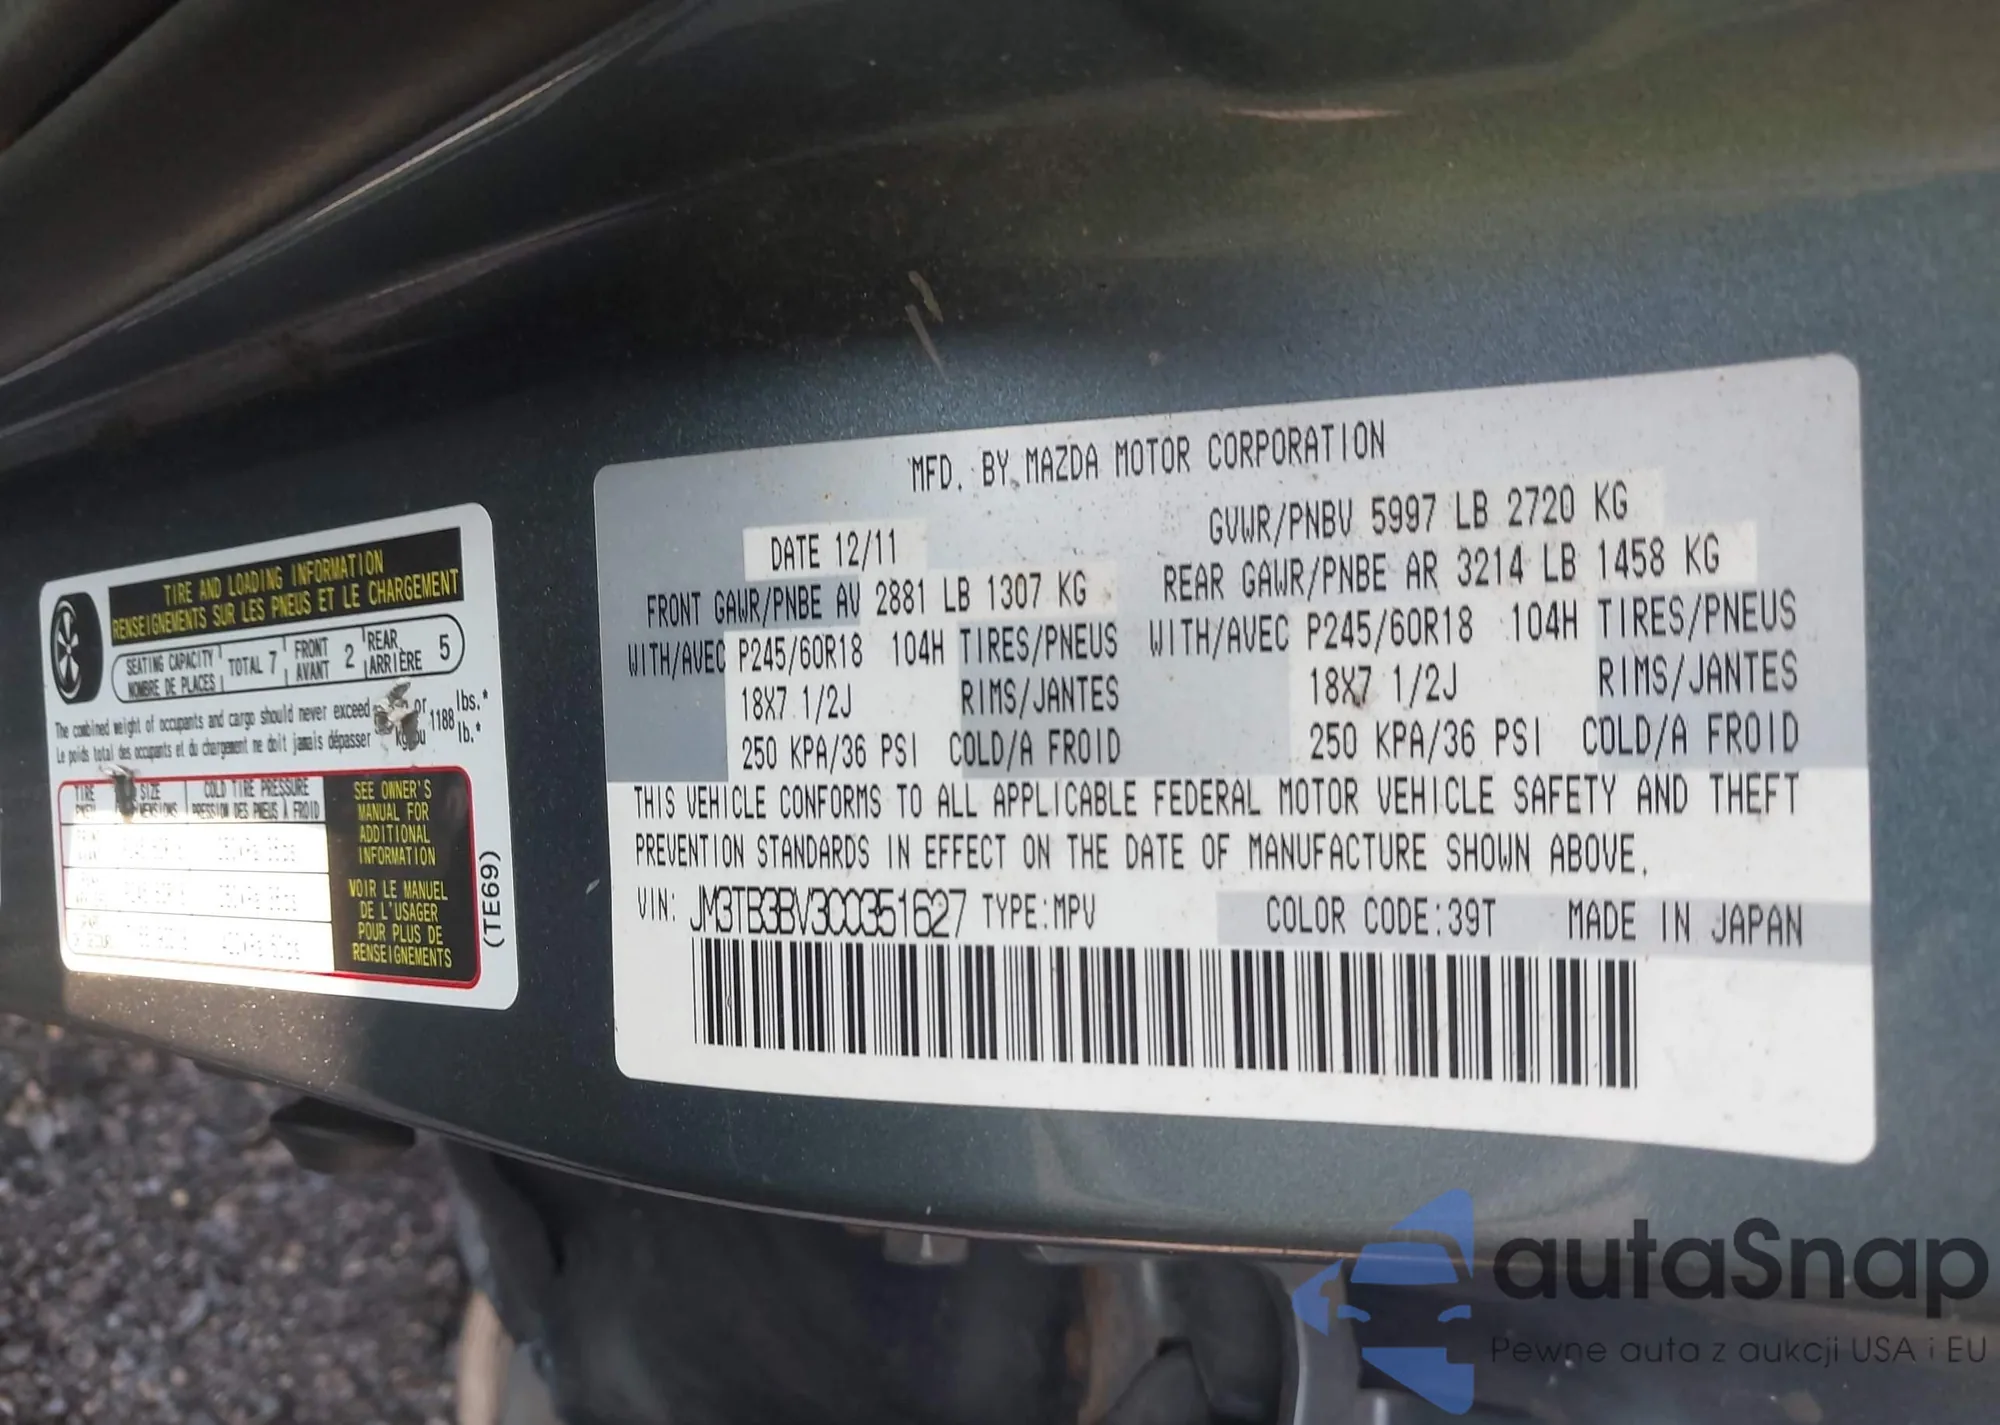 TIRE AND LOADING INFORMATION
RENSEIGNEMENTS SUR LES PNEUS ET LE CHARGEMENT
SEATING CAPACITY
NOMBRE DE PLACES
TOTAL 7
FRONT
AVANT
2
REAR
ARRIÈRE
5
The combined weight of occupants and cargo should never exceed or 1188 lbs.*
Le poids total des occupants et du chargement ne doit jamais dépasser kg ou lb.*
TIRE SIZE COLD TIRE PRESSURE
PRESSION DES PNEUS A FROID
SEE OWNER'S
MANUAL FOR
ADDITIONAL
INFORMATION
VOIR LE MANUEL
DE L'USAGER
POUR PLUS DE
RENSEIGNEMENTS
(TE69)
MFD. BY MAZDA MOTOR CORPORATION
DATE 12/11 GVWR/PNBV 5997 LB 2720 KG
FRONT GAWR/PNBE AV 2881 LB 1307 KG REAR GAWR/PNBE AR 3214 LB 1458 KG
WITH/AVEC P245/60R18 104H TIRES/PNEUS WITH/AVEC P245/60R18 104H TIRES/PNEUS
18X7 1/2J RIMS/JANTES 18X7 1/2J RIMS/JANTES
250 KPA/36 PSI COLD/A FROID 250 KPA/36 PSI COLD/A FROID
THIS VEHICLE CONFORMS TO ALL APPLICABLE FEDERAL MOTOR VEHICLE SAFETY AND THEFT
PREVENTION STANDARDS IN EFFECT ON THE DATE OF MANUFACTURE SHOWN ABOVE.
VIN: JM3TB3BV3C0351627 TYPE:MPV COLOR CODE:39T MADE IN JAPAN
autaSnap
Pewne auta z aukcji USA i EU